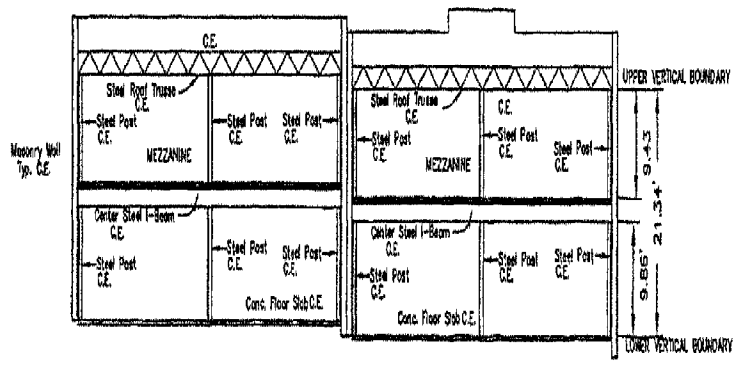 C.E.
Steel Roof Trusse
C.E.
Steel Post
C.E.
Steel Post
C.E.
Steel Post
C.E.
MEZZANINE
Masonry Wall
Typ. C.E.
Center Steel I-Beam
C.E.
Steel Post
C.E.
Steel Post
C.E.
Steel Post
C.E.
Conc. Floor Slab C.E.
UPPER VERTICAL BOUNDARY
Steel Roof Trusse
C.E.
C.E.
Steel Post
C.E.
Steel Post
C.E.
Steel Post
C.E.
MEZZANINE
9.43'
21.34'
Center Steel I-Beam
C.E.
Steel Post
C.E.
Steel Post
C.E.
Steel Post
C.E.
9.86'
Conc. Floor Slab C.E.
LOWER VERTICAL BOUNDARY